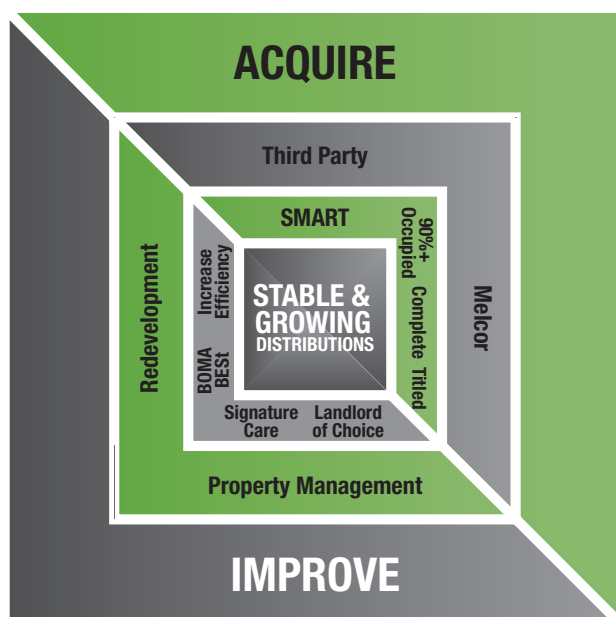 ACQUIRE
Third Party
Melcor
SMART
90%+
Occupied
Complete
Titled
STABLE &
GROWING
DISTRIBUTIONS
Redevelopment
Increase
Efficiency
BOMA
BESt
Signature
Care
Landlord
of Choice
Property Management
IMPROVE